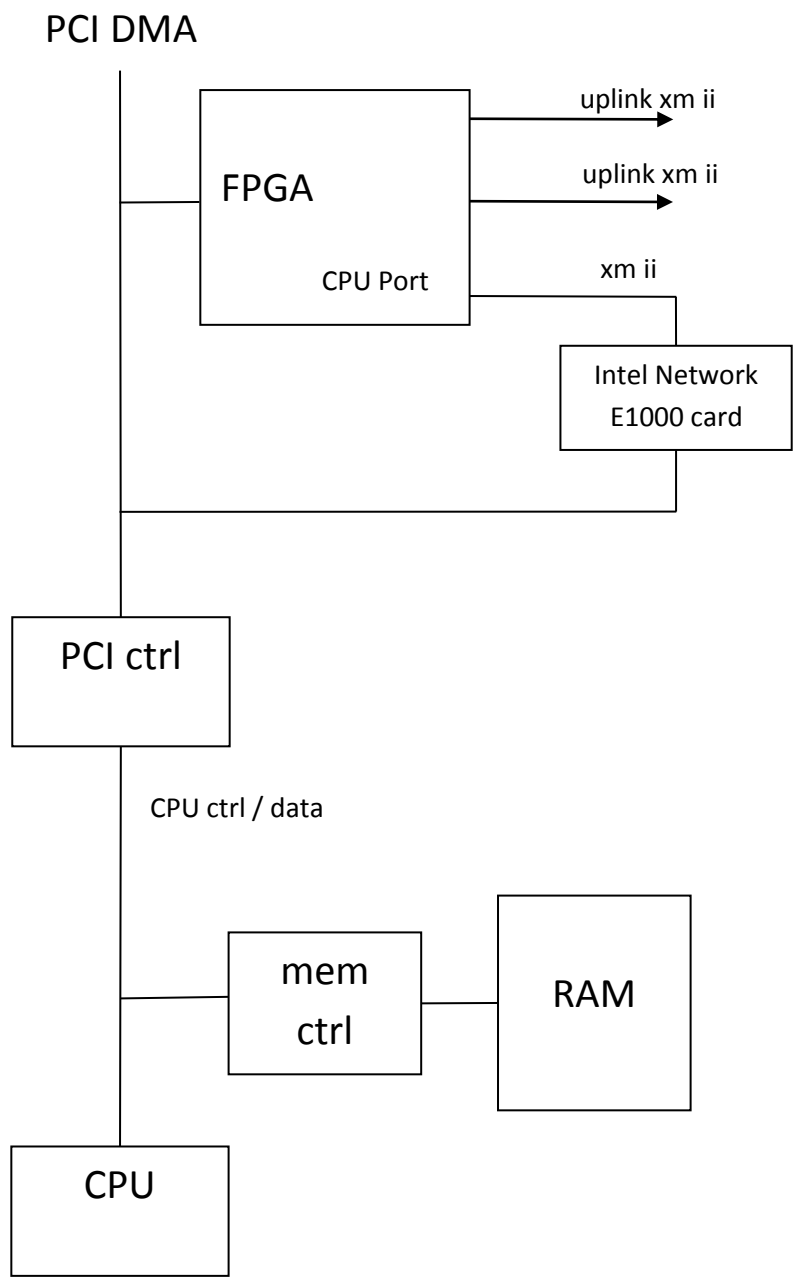 PCI DMA
uplink xm ii
FPGA
uplink xm ii
CPU Port
xm ii
Intel Network
E1000 card
PCI ctrl
CPU ctrl / data
mem
ctrl
RAM
CPU